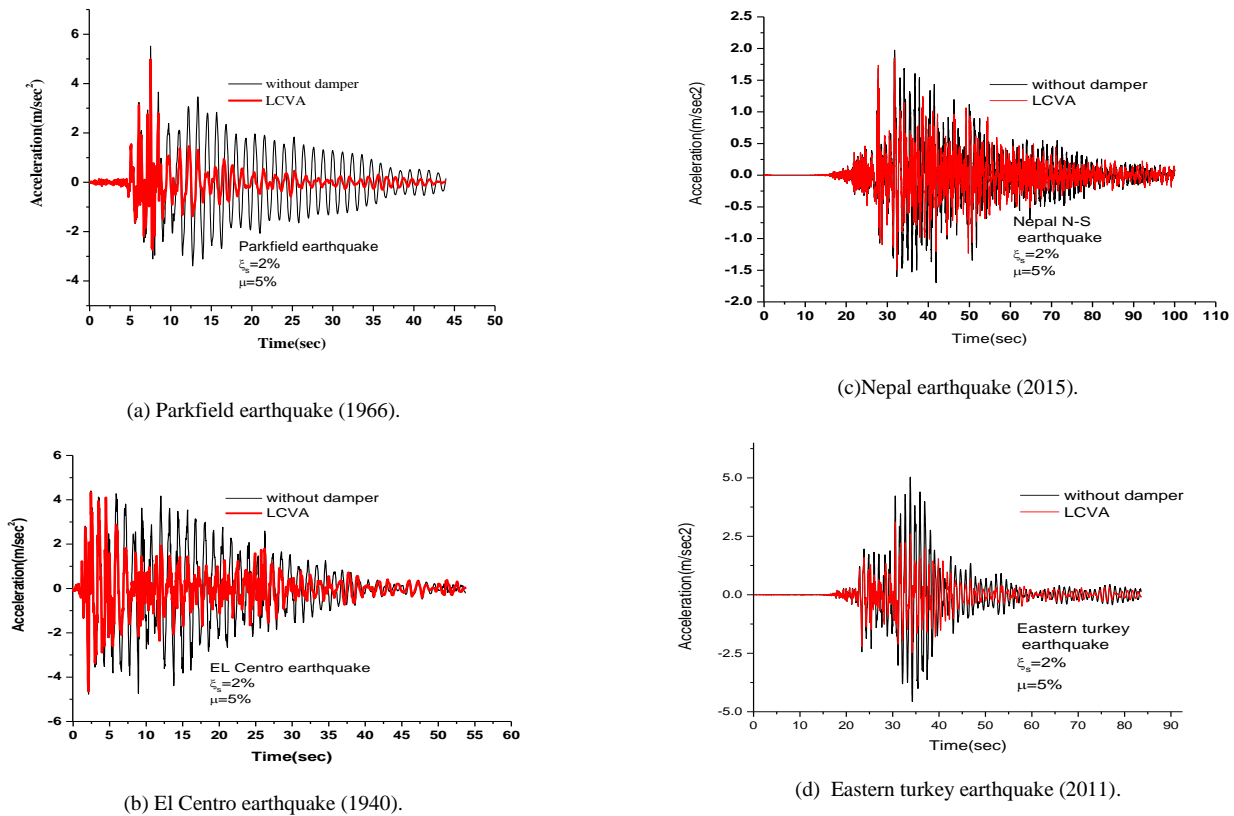 6
4
2
0
-2
-4
Acceleration(m/sec²)
without damper
LCVA
Parkfield earthquake
ξs=2%
μ=5%
0 5 10 15 20 25 30 35 40 45 50
Time(sec)
(a) Parkfield earthquake (1966).
2.5
2.0
1.5
1.0
0.5
0.0
-0.5
-1.0
-1.5
-2.0
Acceleration(m/sec2)
without damper
LCVA
Nepal N-S
earthquake
ξs=2%
μ=5%
0 10 20 30 40 50 60 70 80 90 100 110
Time(sec)
(c)Nepal earthquake (2015).
6
4
2
0
-2
-4
-6
Acceleration(m/sec²)
without damper
LCVA
EL Centro earthquake
ξs=2%
μ=5%
0 5 10 15 20 25 30 35 40 45 50 55 60
Time(sec)
(b) El Centro earthquake (1940).
5.0
2.5
0.0
-2.5
-5.0
Acceleration(m/sec2)
without damper
LCVA
Eastern turkey
earthquake
ξs=2%
μ=5%
0 10 20 30 40 50 60 70 80 90
Time(sec)
(d) Eastern turkey earthquake (2011).